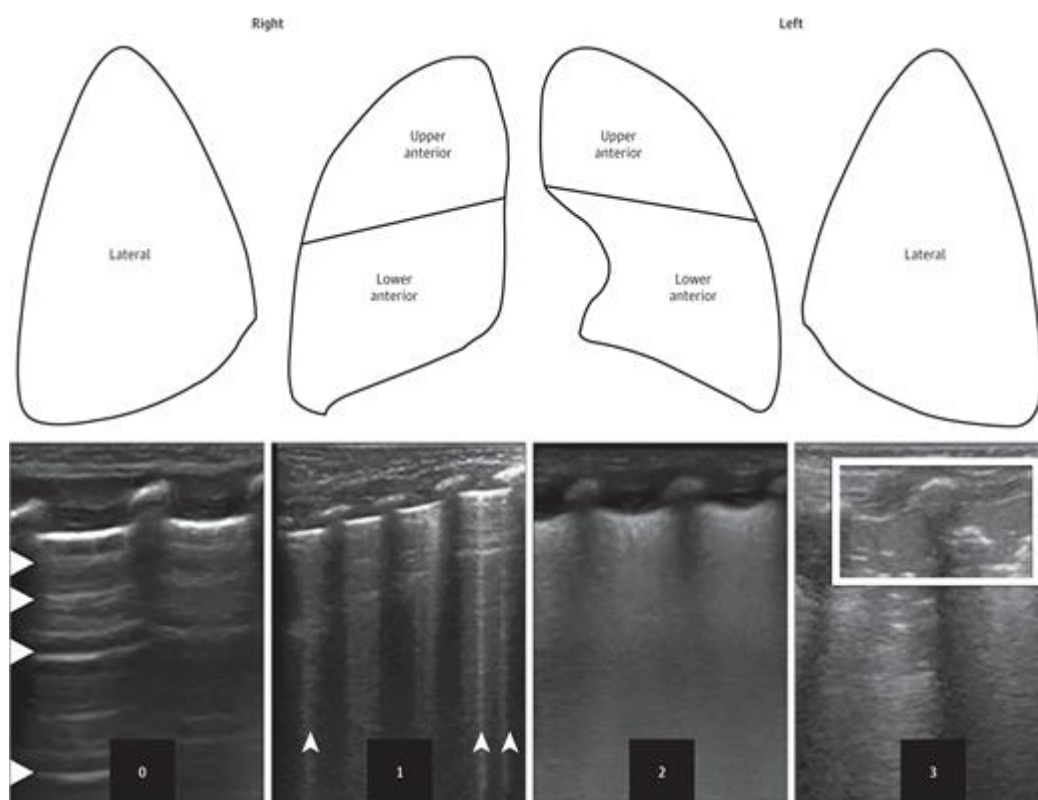 Right
Left
Lateral
Upper
anterior
Lower
anterior
Upper
anterior
Lower
anterior
Lateral
0
1
2
3